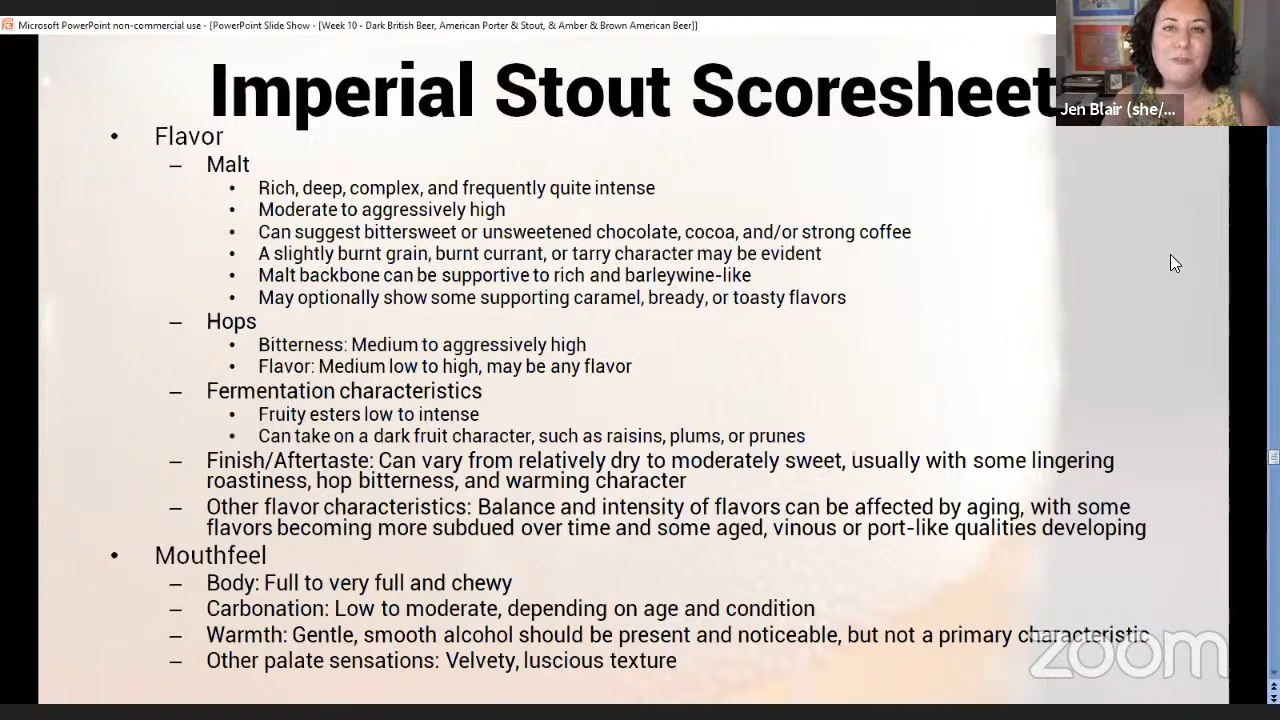 Microsoft PowerPoint non-commercial use - [PowerPoint Slide Show - [Week 10 - Dark British Beer, American Porter & Stout, & Amber & Brown American Beer]]
Imperial Stout Scoresheet
Jen Blair (she/...
• Flavor
– Malt
• Rich, deep, complex, and frequently quite intense
• Moderate to aggressively high
• Can suggest bittersweet or unsweetened chocolate, cocoa, and/or strong coffee
• A slightly burnt grain, burnt currant, or tarry character may be evident
• Malt backbone can be supportive to rich and barleywine-like
• May optionally show some supporting caramel, bready, or toasty flavors
– Hops
• Bitterness: Medium to aggressively high
• Flavor: Medium low to high, may be any flavor
– Fermentation characteristics
• Fruity esters low to intense
• Can take on a dark fruit character, such as raisins, plums, or prunes
– Finish/Aftertaste: Can vary from relatively dry to moderately sweet, usually with some lingering
roastiness, hop bitterness, and warming character
– Other flavor characteristics: Balance and intensity of flavors can be affected by aging, with some
flavors becoming more subdued over time and some aged, vinous or port-like qualities developing
• Mouthfeel
– Body: Full to very full and chewy
– Carbonation: Low to moderate, depending on age and condition
– Warmth: Gentle, smooth alcohol should be present and noticeable, but not a primary characteristic
– Other palate sensations: Velvety, luscious texture
zoom